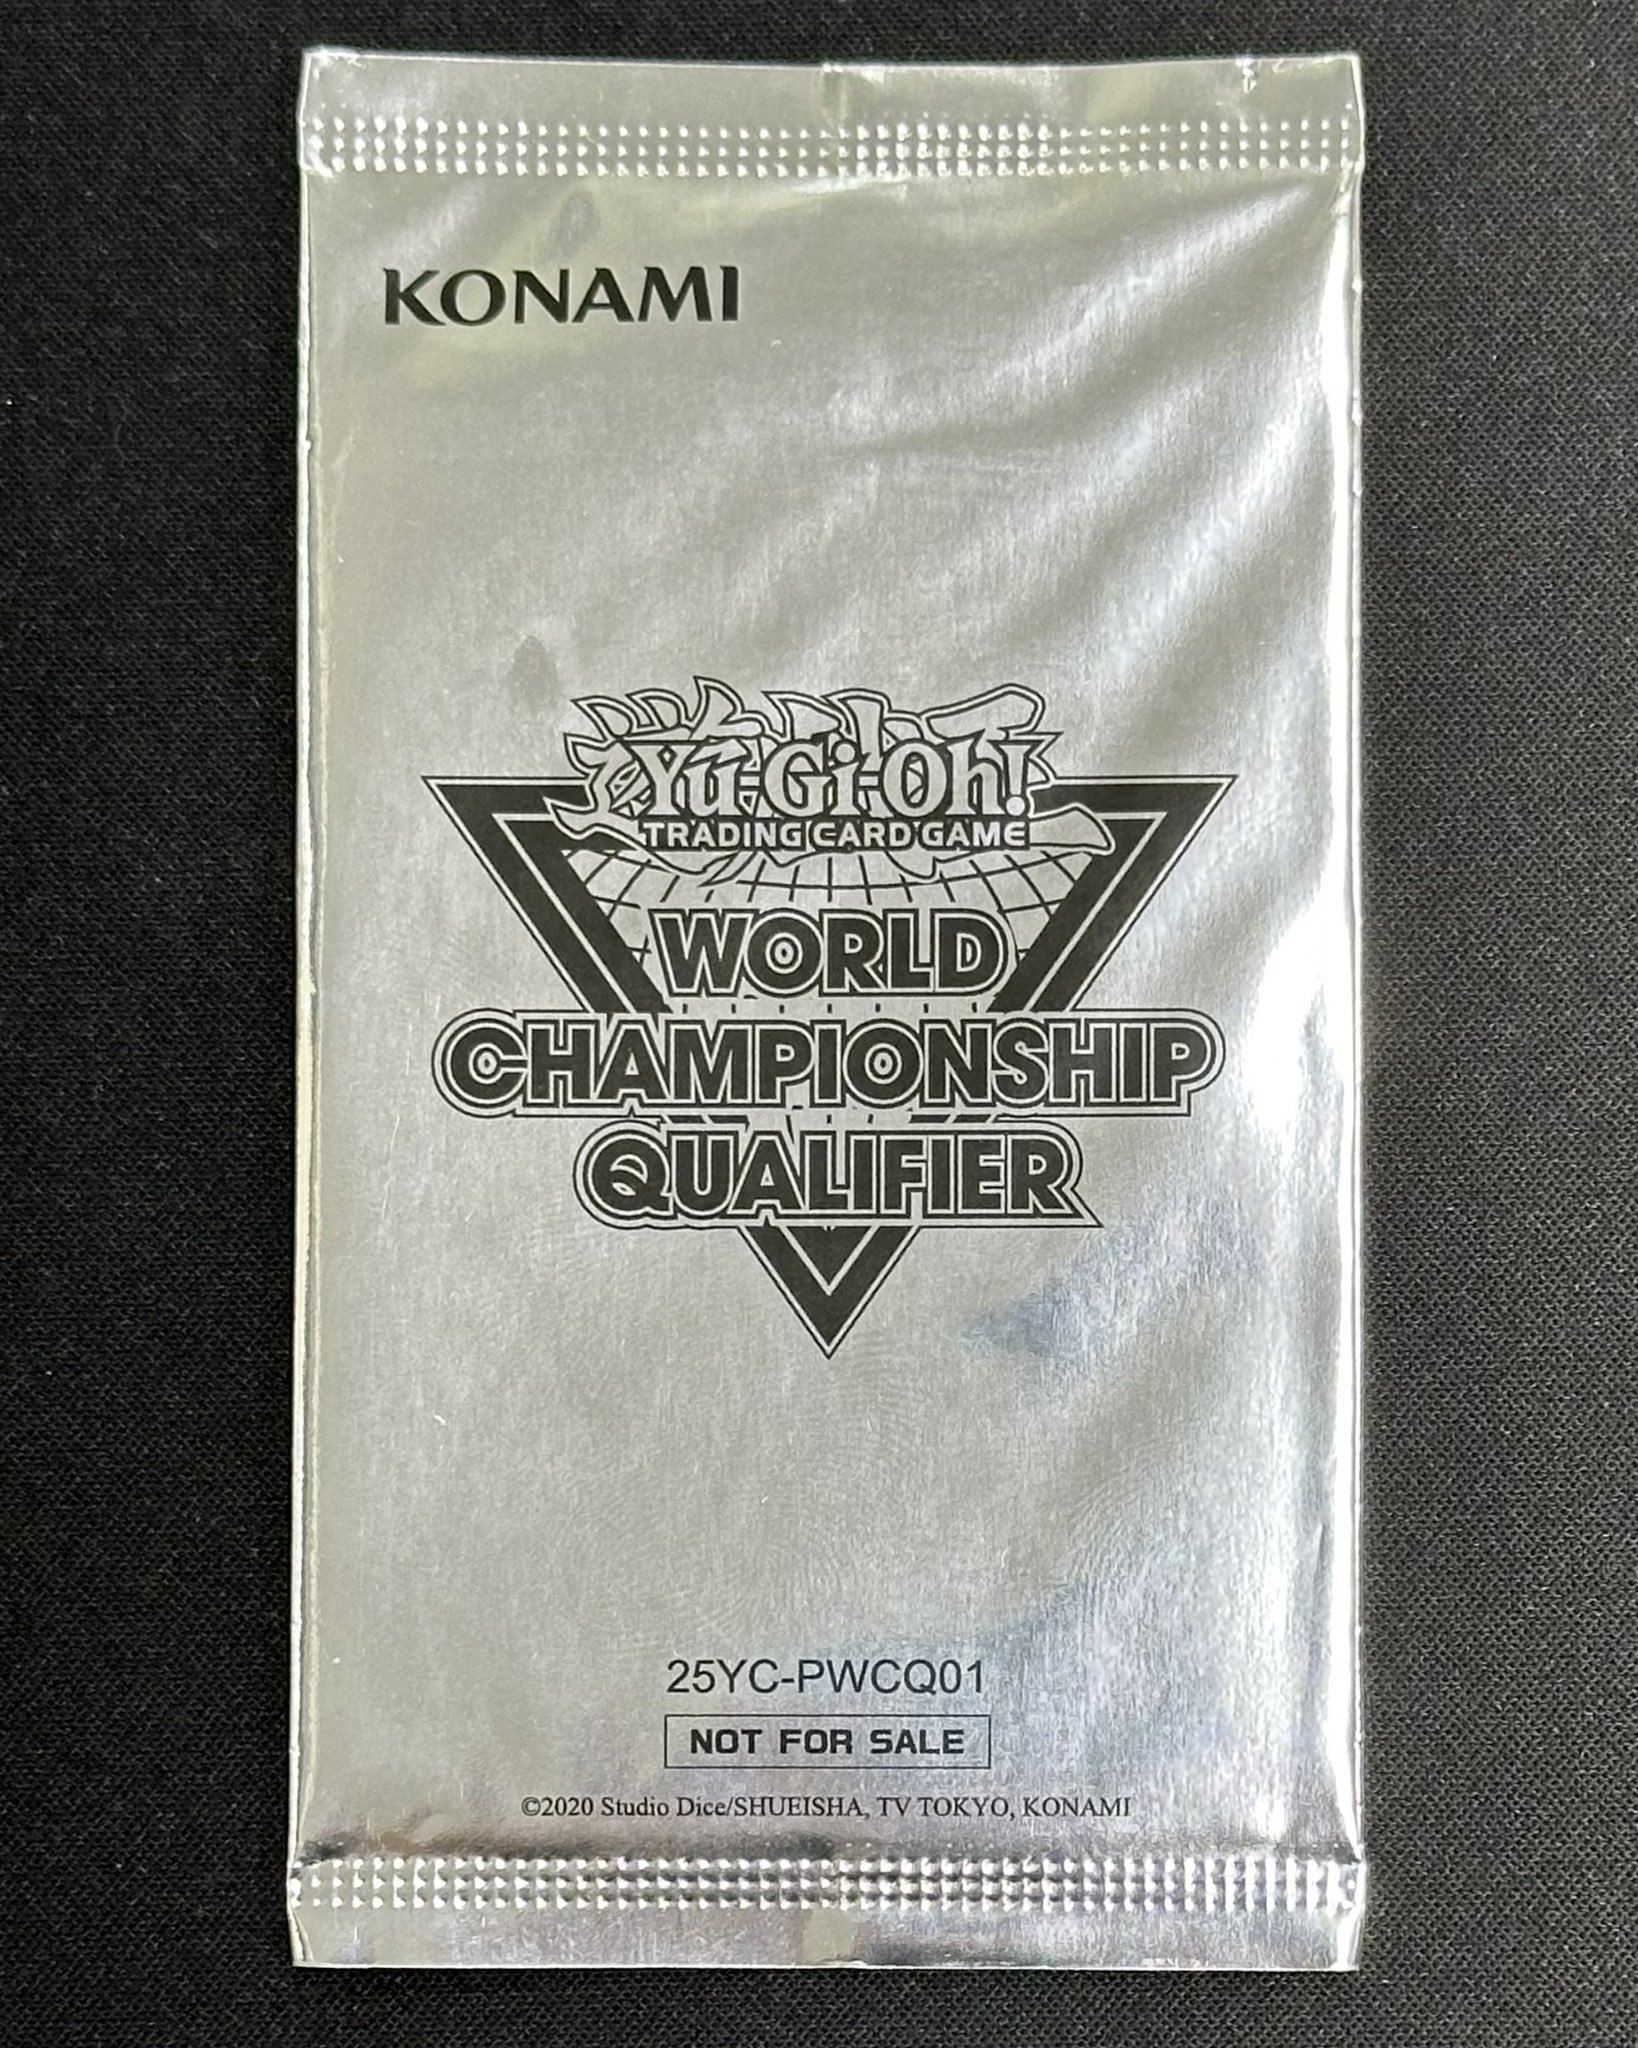 KONAMI
Yu-Gi-Oh!
TRADING CARD GAME
WORLD
CHAMPIONSHIP
QUALIFIER
25YC-PWCQ01
NOT FOR SALE
©2020 Studio Dice/SHUEISHA, TV TOKYO, KONAMI